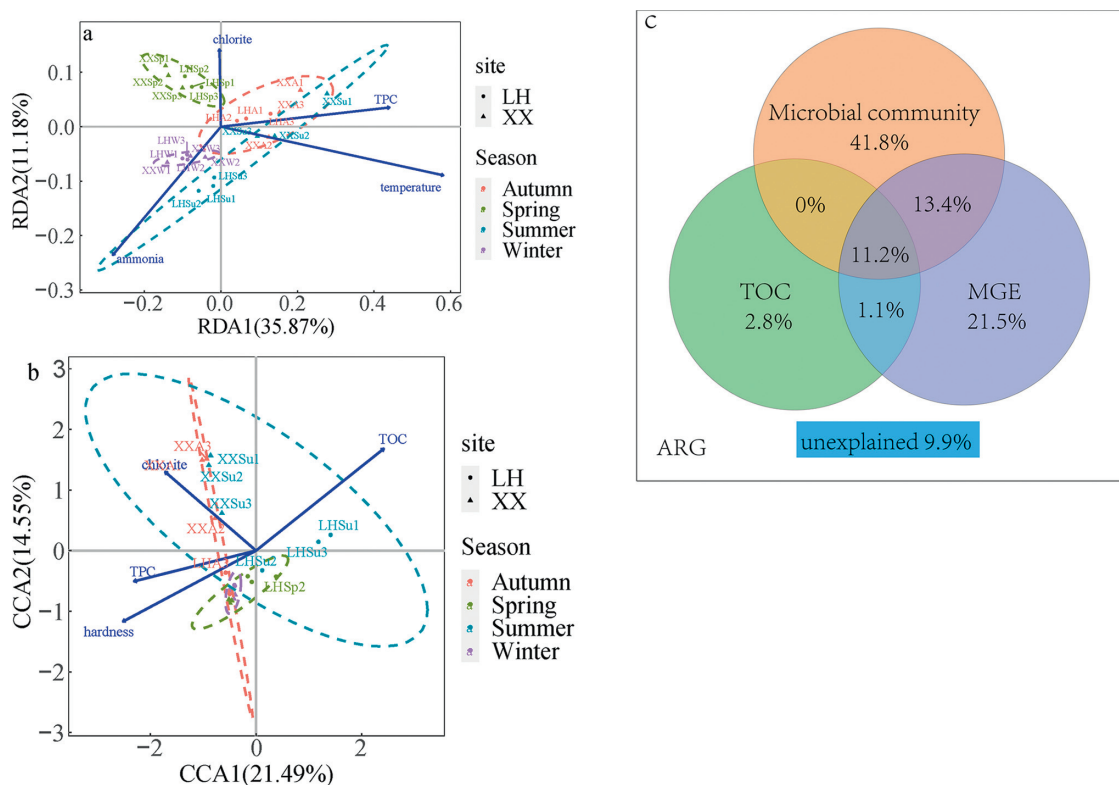 a
chlorite
XXSp1
LHSp2
XXSp2
LHSp1
XXSp3
LHSp3
XXA1
XXSu1
TPC
LHA1
XXA3
LHA2
LHA3
XXSu3
XXSu2
XXA2
LHW3
LHW1
XXW3
XXW1
LHW2
XXW2
LHSu3
LHSu2
LHSu1
temperature
ammonia
0.1
0.0
−0.1
−0.2
−0.3
−0.2
0.0
0.2
0.4
0.6
RDA1(35.87%)
RDA2(11.18%)
site
LH
XX
Season
Autumn
Spring
Summer
Winter
b
XXA3
XXSu1
chlorite
XXSu2
XXSu3
XXA2
TOC
LHSu1
LHSu3
LHSu2
LHSp2
TPC
hardness
3
2
1
0
−1
−2
−3
−2
0
2
CCA1(21.49%)
CCA2(14.55%)
site
LH
XX
Season
Autumn
Spring
Summer
Winter
c
Microbial community
41.8%
0%
13.4%
11.2%
TOC
2.8%
1.1%
MGE
21.5%
ARG
unexplained 9.9%